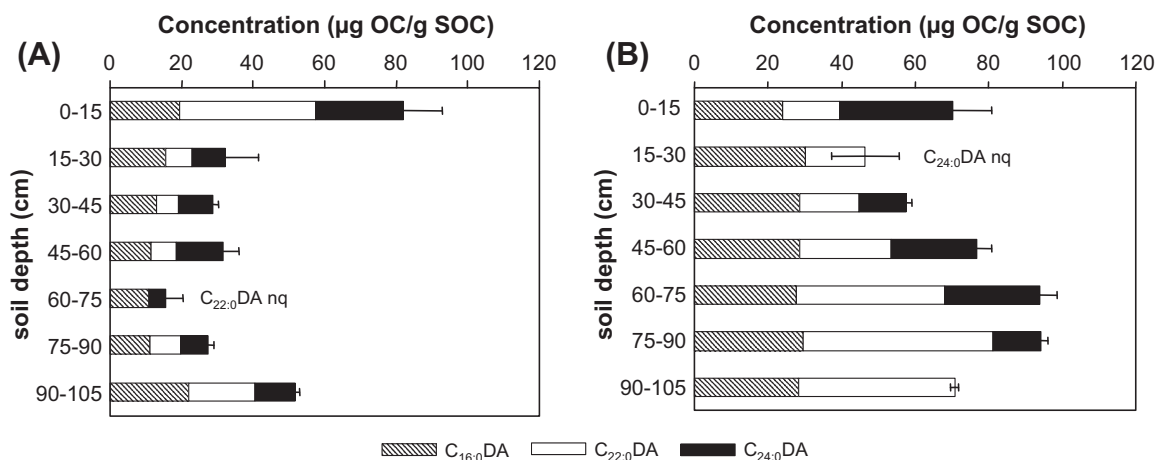 Concentration (µg OC/g SOC)
(A)
0 20 40 60 80 100 120
soil depth (cm)
0-15
15-30
30-45
45-60
60-75
C22:0DA nq
75-90
90-105
Concentration (µg OC/g SOC)
(B)
0 20 40 60 80 100 120
soil depth (cm)
0-15
15-30
C24:0DA nq
30-45
45-60
60-75
75-90
90-105
C16:0DA C22:0DA C24:0DA